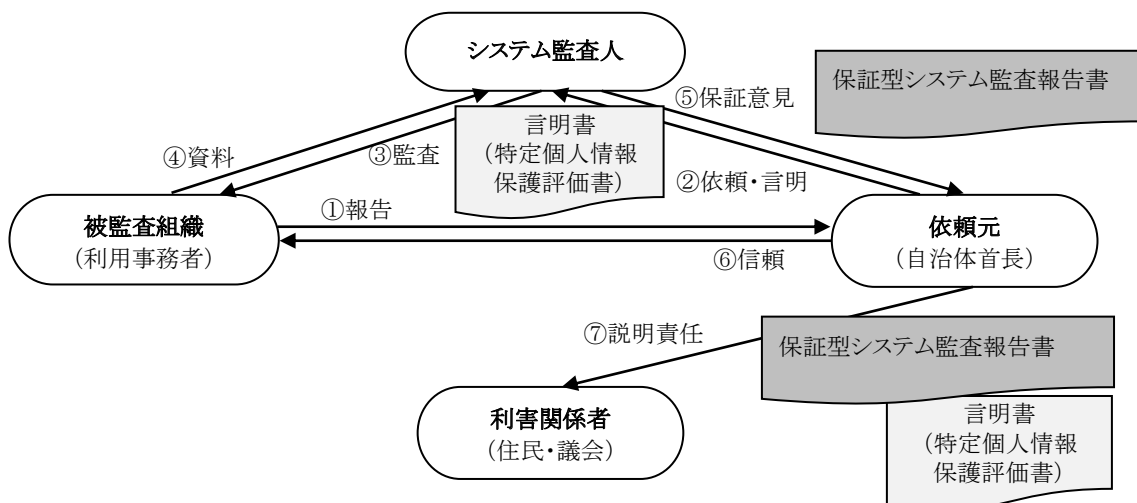 システム監査人
保証型システム監査報告書
⑤保証意見
言明書
（特定個人情報
保護評価書）
④資料
③監査
②依頼・言明
被監査組織
（利用事務者）
①報告
依頼元
（自治体首長）
⑥信頼
⑦説明責任
保証型システム監査報告書
利害関係者
（住民・議会）
言明書
（特定個人情報
保護評価書）